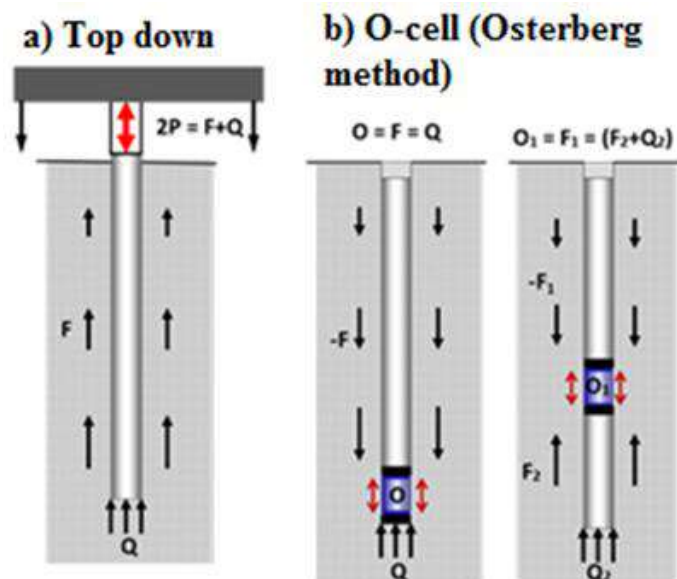 a) Top down
2P = F+Q
F
Q
b) O-cell (Osterberg
method)
O = F = Q
-F
O
Q
O₁ = F₁ = (F₂+Q₂)
-F₁
O₁
F₂
Q₂